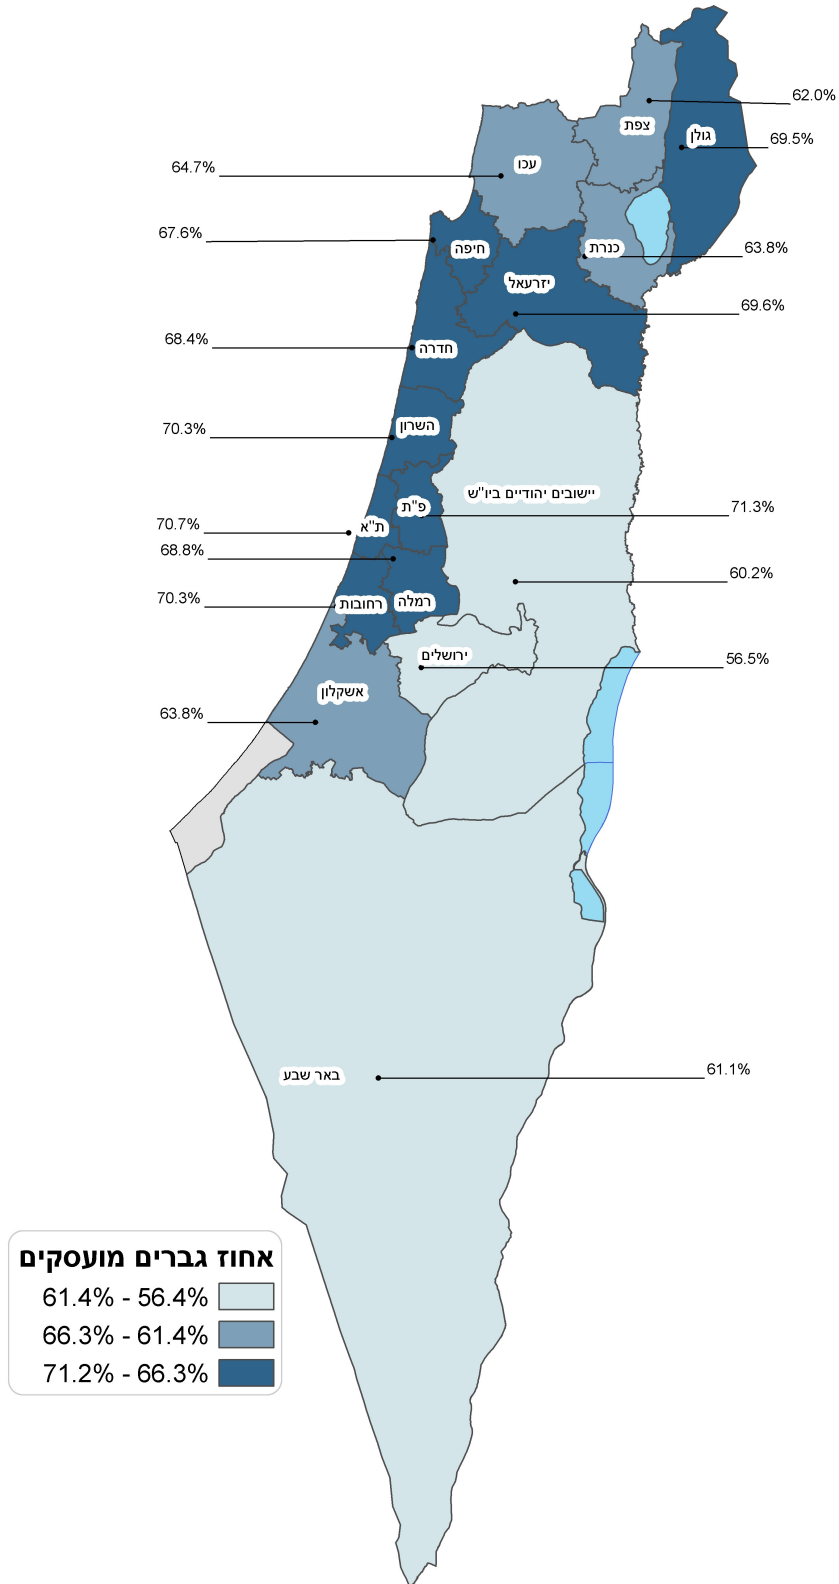 62.0%
צפת
גולן
69.5%
עכו
64.7%
67.6%
חיפה
כנרת
63.8%
יזרעאל
69.6%
68.4%
חדרה
השרון
70.3%
יישובים יהודיים ביו"ש
פ"ת
71.3%
70.7%
ת"א
68.8%
60.2%
70.3%
רחובות
רמלה
ירושלים
56.5%
אשקלון
63.8%
באר שבע
61.1%
אחוז גברים מועסקים
61.4% - 56.4%
66.3% - 61.4%
71.2% - 66.3%